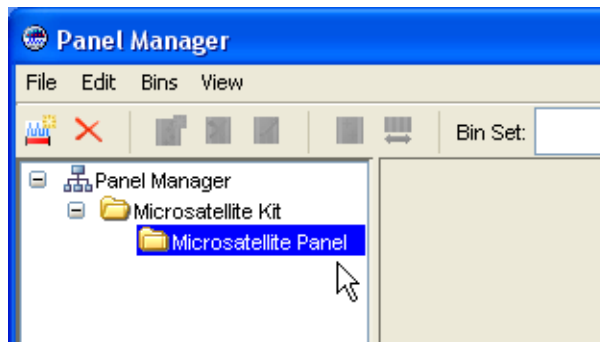 Panel Manager
File Edit Bins View
Bin Set:
Panel Manager
Microsatellite Kit
Microsatellite Panel